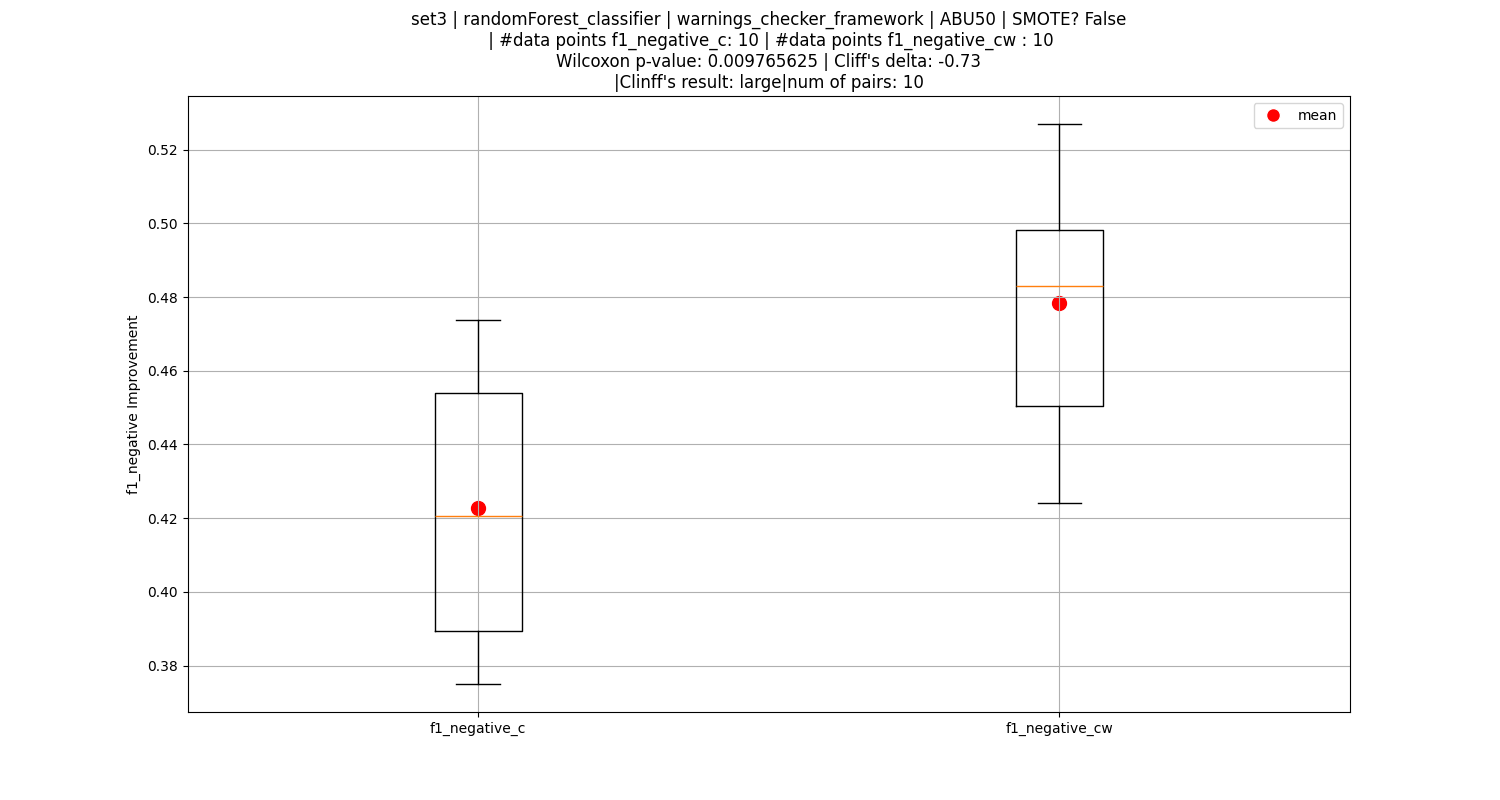 set3 | randomForest_classifier | warnings_checker_framework | ABU50 | SMOTE? False
| #data points f1_negative_c: 10 | #data points f1_negative_cw : 10
Wilcoxon p-value: 0.009765625 | Cliff's delta: -0.73
|Clinff's result: large|num of pairs: 10
mean
0.52
0.50
0.48
0.46
0.44
0.42
0.40
0.38
f1_negative Improvement
f1_negative_c
f1_negative_cw